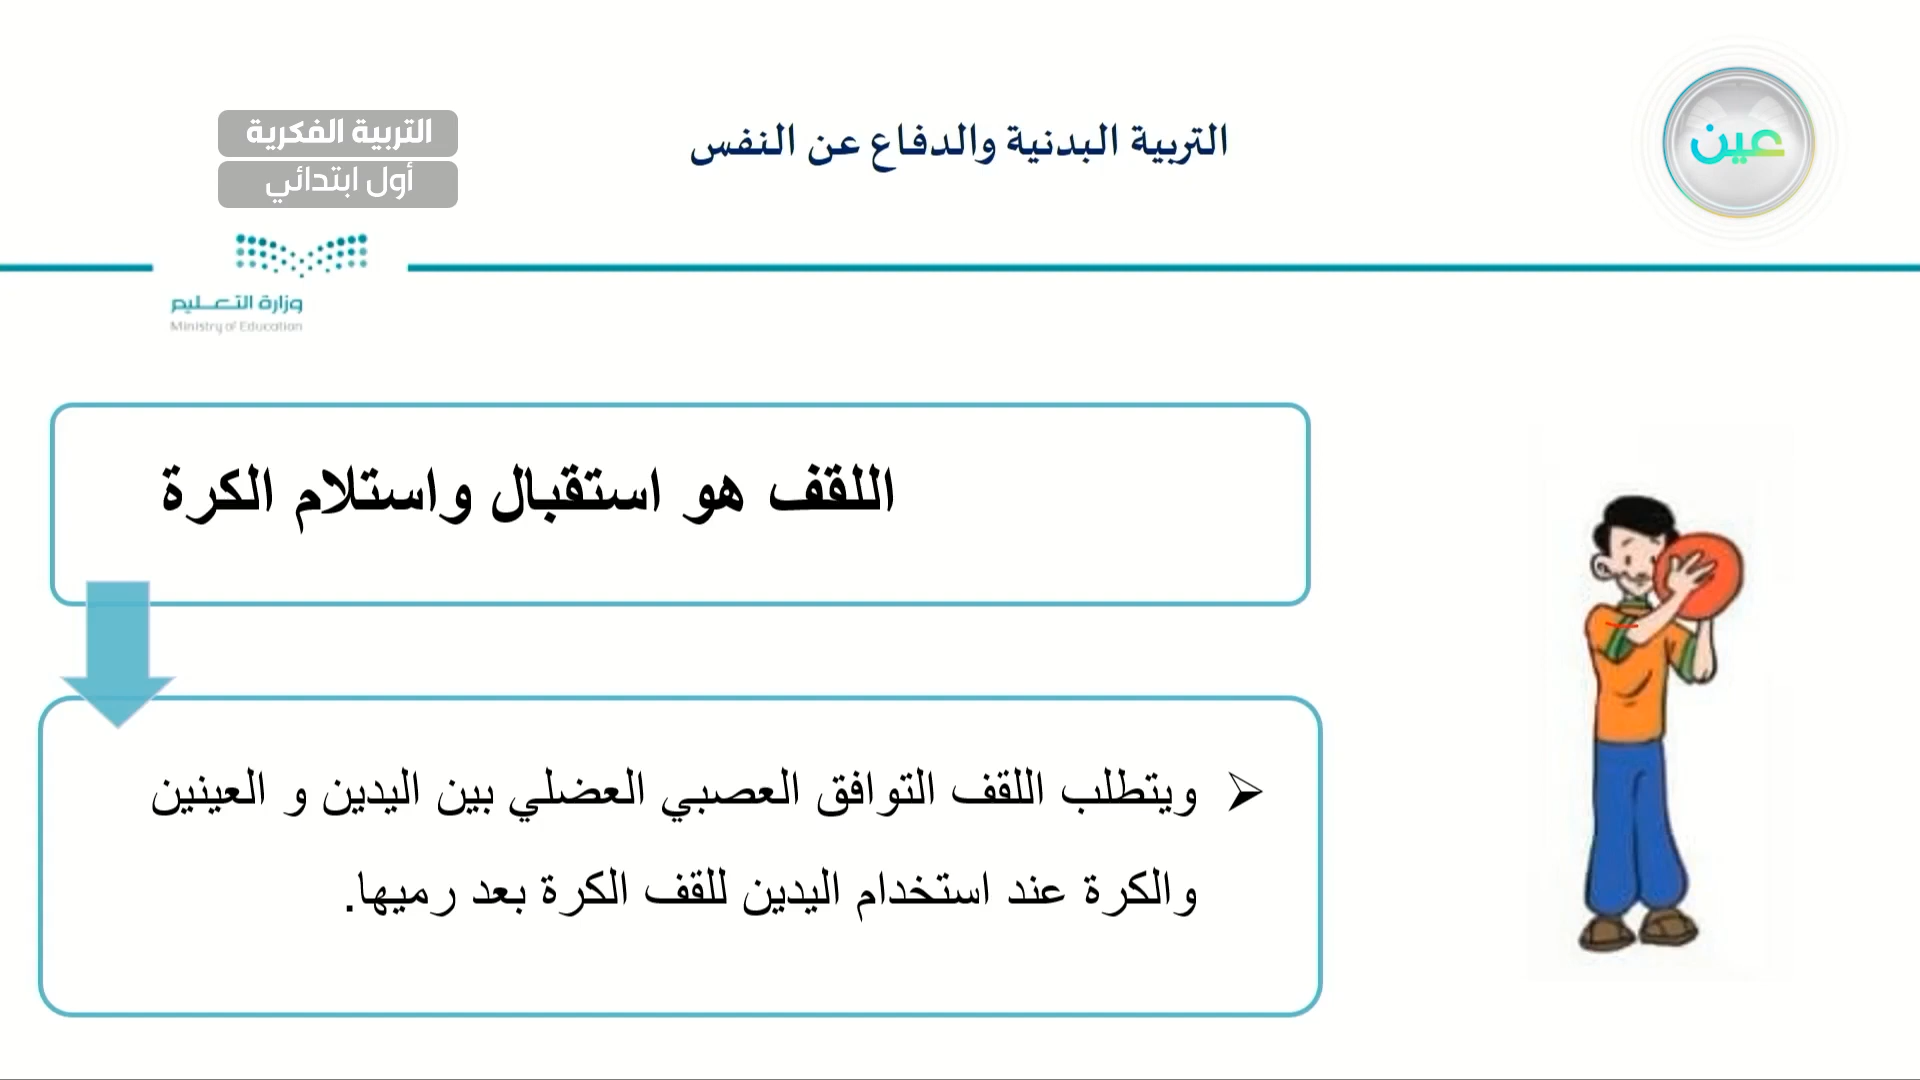 عين
التربية البدنية والدفاع عن النفس
التربية الفكرية
أول ابتدائي
وزارة التعليم
Ministry of Education
اللقف هو استقبال واستلام الكرة
ويتطلب اللقف التوافق العصبي العضلي بين اليدين و العينين
والكرة عند استخدام اليدين للقف الكرة بعد رميها.